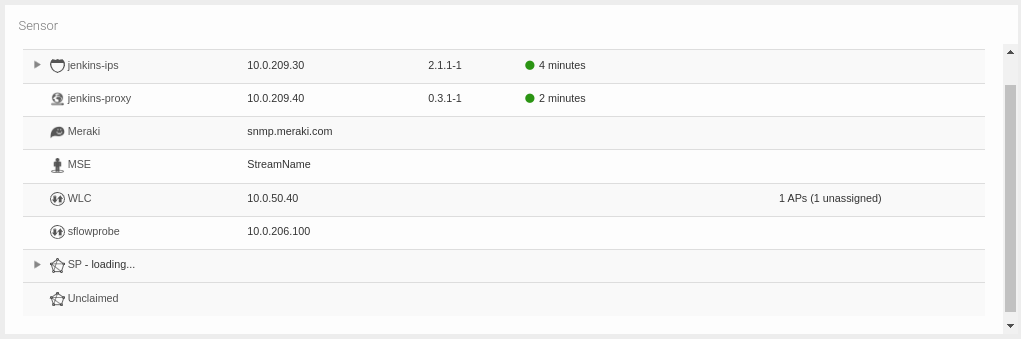 Sensor
jenkins-ips 10.0.209.30 2.1.1-1 4 minutes
jenkins-proxy 10.0.209.40 0.3.1-1 2 minutes
Meraki snmp.meraki.com
MSE StreamName
WLC 10.0.50.40 1 APs (1 unassigned)
sflowprobe 10.0.206.100
SP - loading...
Unclaimed